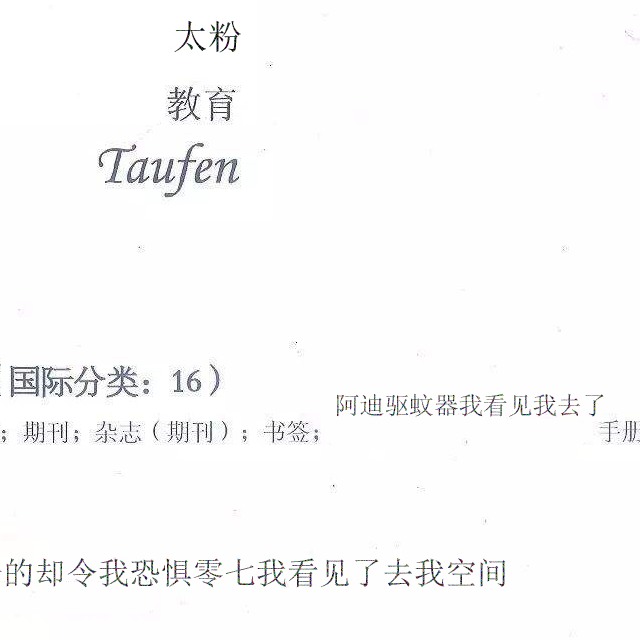 太粉
教育
Taufen
国际分类：16）
阿迪驱蚊器我看见我去了
；期刊；杂志（期刊）；书签；
手册
的却令我恐惧零七我看见了去我空间